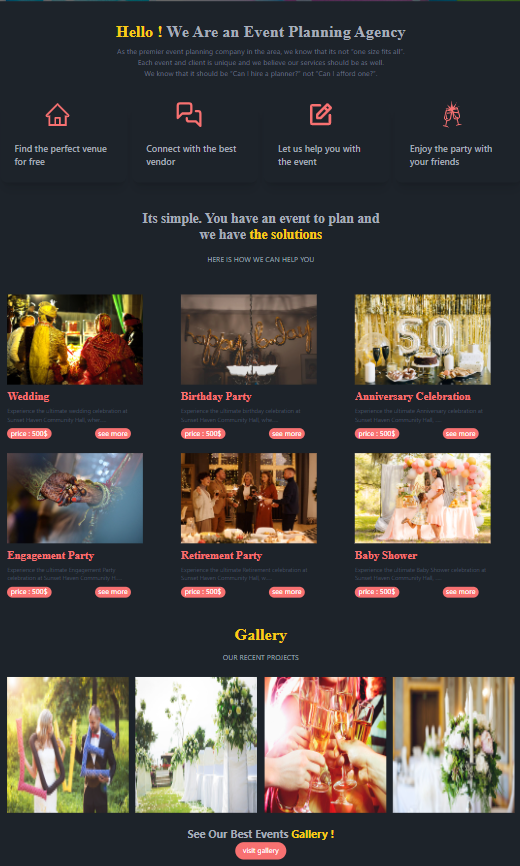 Hello ! We Are an Event Planning Agency
As the premier event planning company in the area, we know that its not "one size fits all".
Each event and client is unique and we believe our services should be as well.
We know that it should be "Can I hire a planner?" not "Can I afford one?".
Find the perfect venue
for free
Connect with the best
vendor
Let us help you with
the event
Enjoy the party with
your friends
Its simple. You have an event to plan and
we have the solutions
HERE IS HOW WE CAN HELP YOU
happy birthday
50
Wedding
Experience the ultimate wedding celebration at
Sunset Haven Community Hall, wher...
price : 500$
see more
Birthday Party
Experience the ultimate birthday celebration at
Sunset Haven Community Hall, whe...
price : 500$
see more
Anniversary Celebration
Experience the ultimate Anniversary celebration at
Sunset Haven Community Hall, ...
price : 500$
see more
Engagement Party
Experience the ultimate Engagement Party
celebration at Sunset Haven Community H...
price : 500$
see more
Retirement Party
Experience the ultimate Retirement celebration at
Sunset Haven Community Hall, w...
price : 500$
see more
Baby Shower
Experience the ultimate Baby Shower celebration at
Sunset Haven Community Hall, ...
price : 500$
see more
Gallery
OUR RECENT PROJECTS
LOVE
See Our Best Events Gallery !
visit gallery